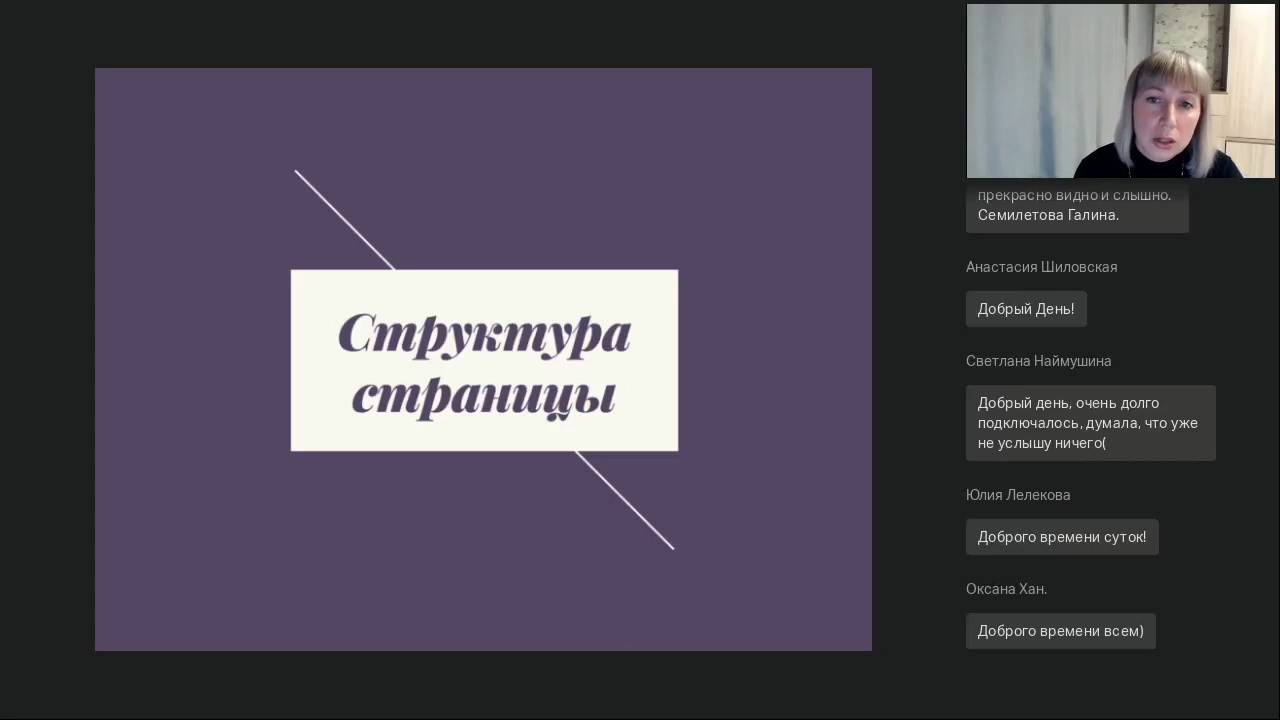 Структура
страницы
прекрасно видно и слышно.
Семилетова Галина.
Анастасия Шиловская
Добрый День!
Светлана Наймушина
Добрый день, очень долго
подключалось, думала, что уже
не услышу ничего(
Юлия Лелекова
Доброго времени суток!
Оксана Хан.
Доброго времени всем)